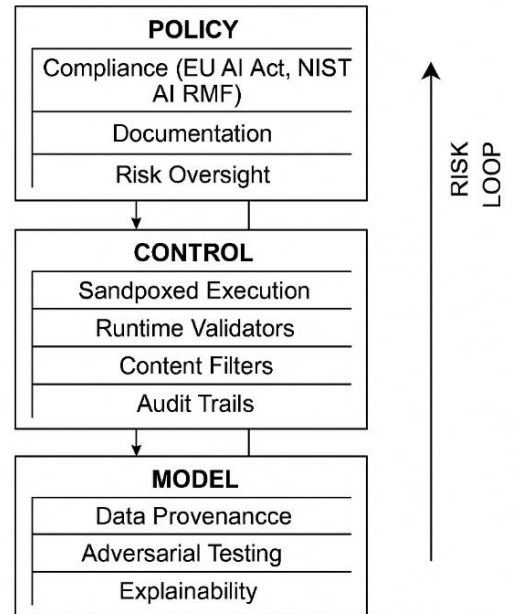 POLICY
Compliance (EU AI Act, NIST
AI RMF)
Documentation
Risk Oversight
CONTROL
Sandpoxed Execution
Runtime Validators
Content Filters
Audit Trails
MODEL
Data Provenancce
Adversarial Testing
Explainability
RISK
LOOP